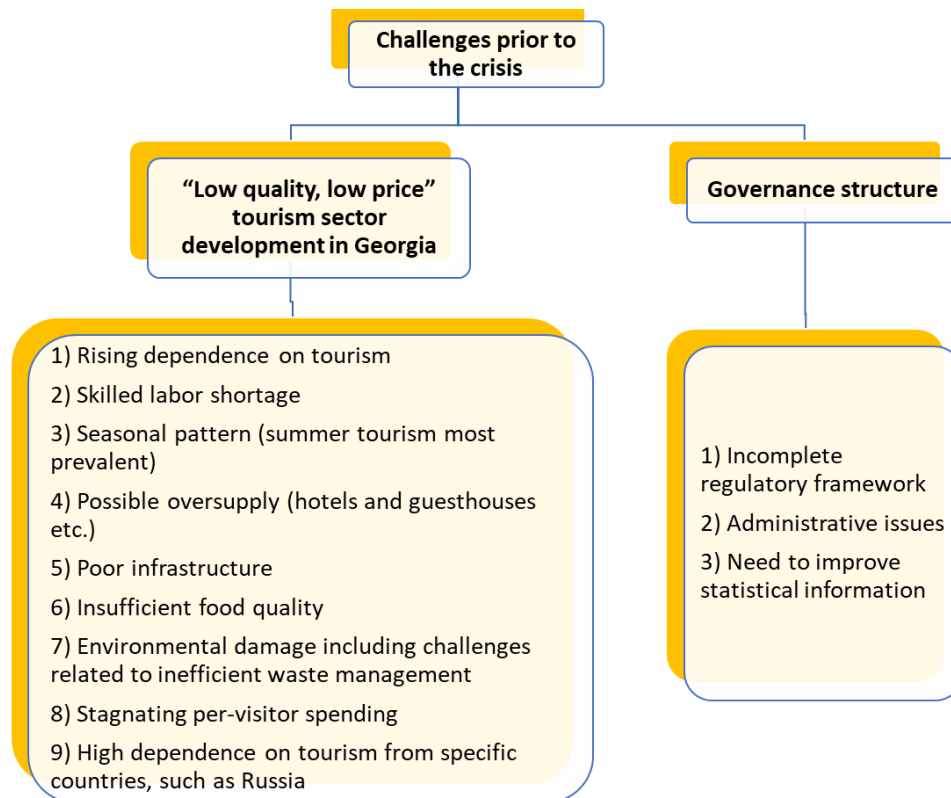 Challenges prior to
the crisis
“Low quality, low price”
tourism sector
development in Georgia
Governance structure
1) Rising dependence on tourism
2) Skilled labor shortage
3) Seasonal pattern (summer tourism most
prevalent)
4) Possible oversupply (hotels and guesthouses
etc.)
5) Poor infrastructure
6) Insufficient food quality
7) Environmental damage including challenges
related to inefficient waste management
8) Stagnating per-visitor spending
9) High dependence on tourism from specific
countries, such as Russia
1) Incomplete
regulatory framework
2) Administrative issues
3) Need to improve
statistical information